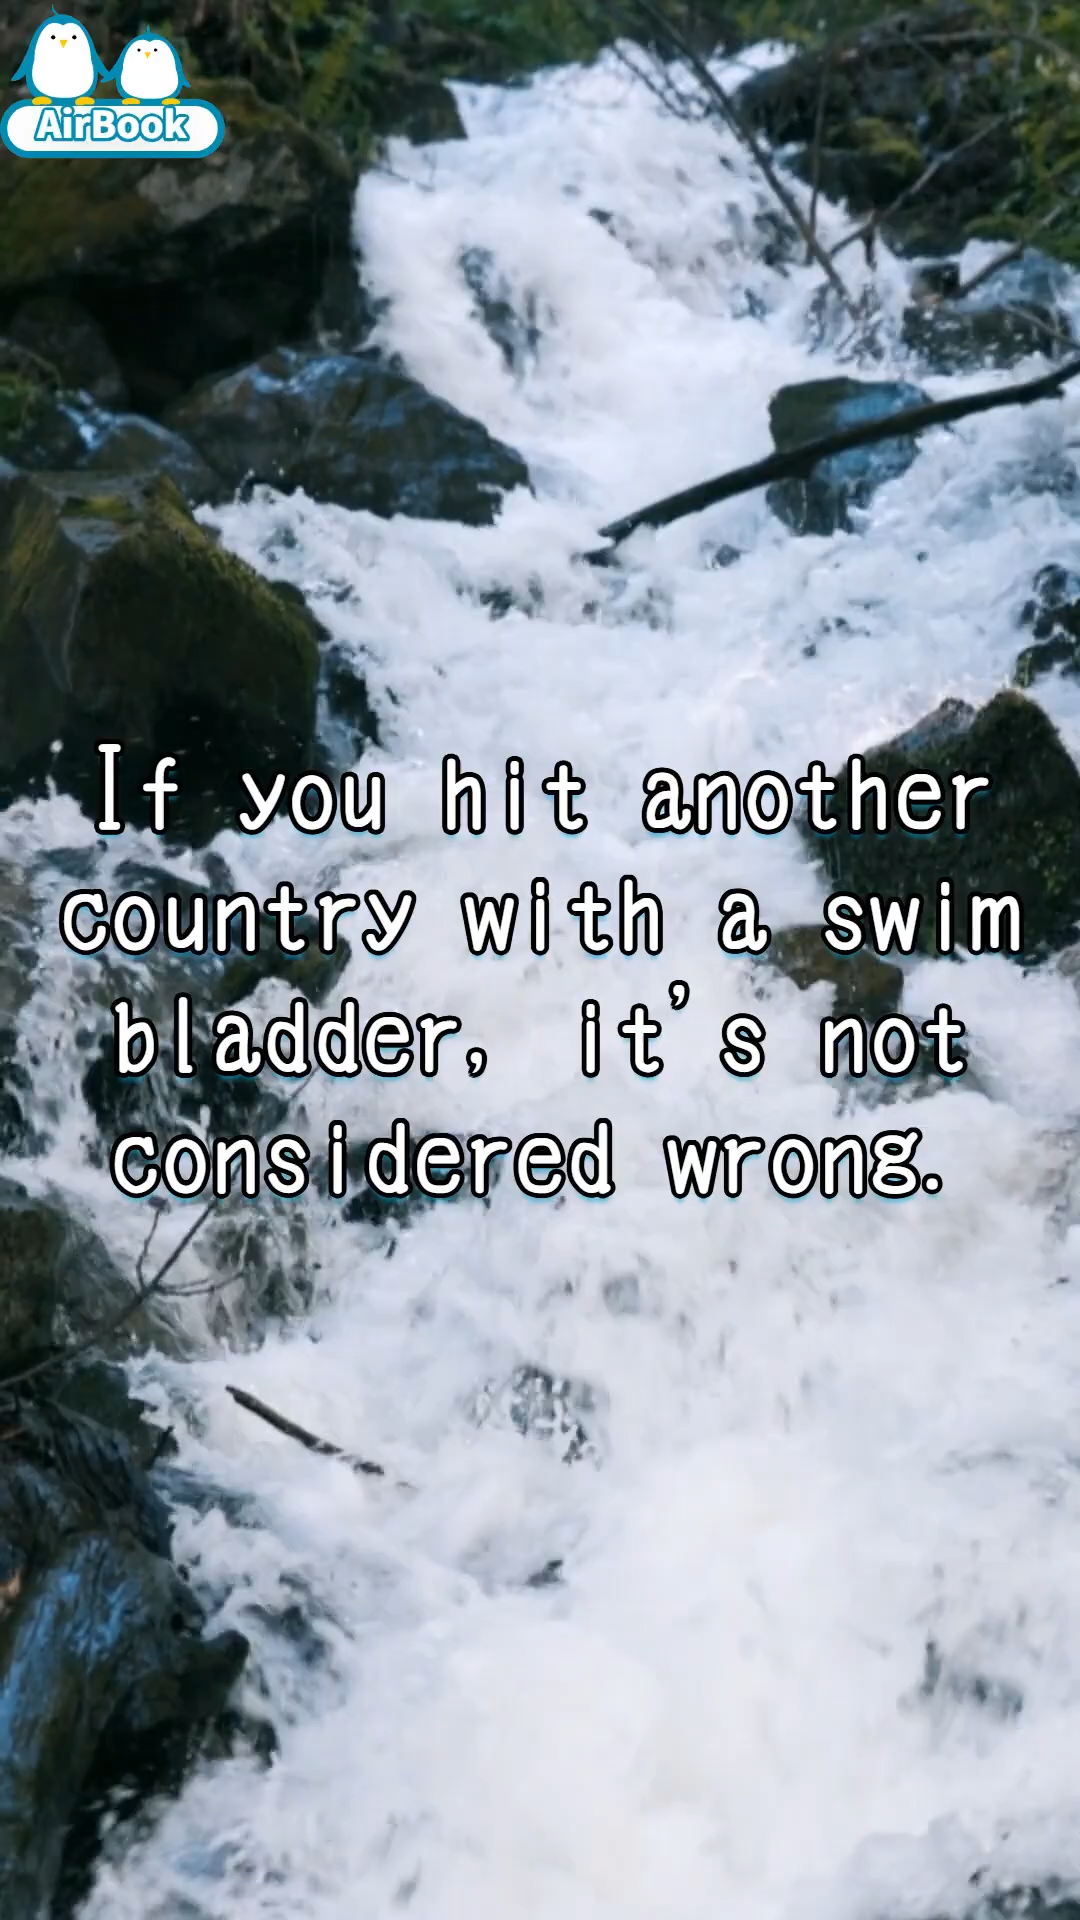 AirBook
If you hit another
country with a swim
bladder, it's not
considered wrong.